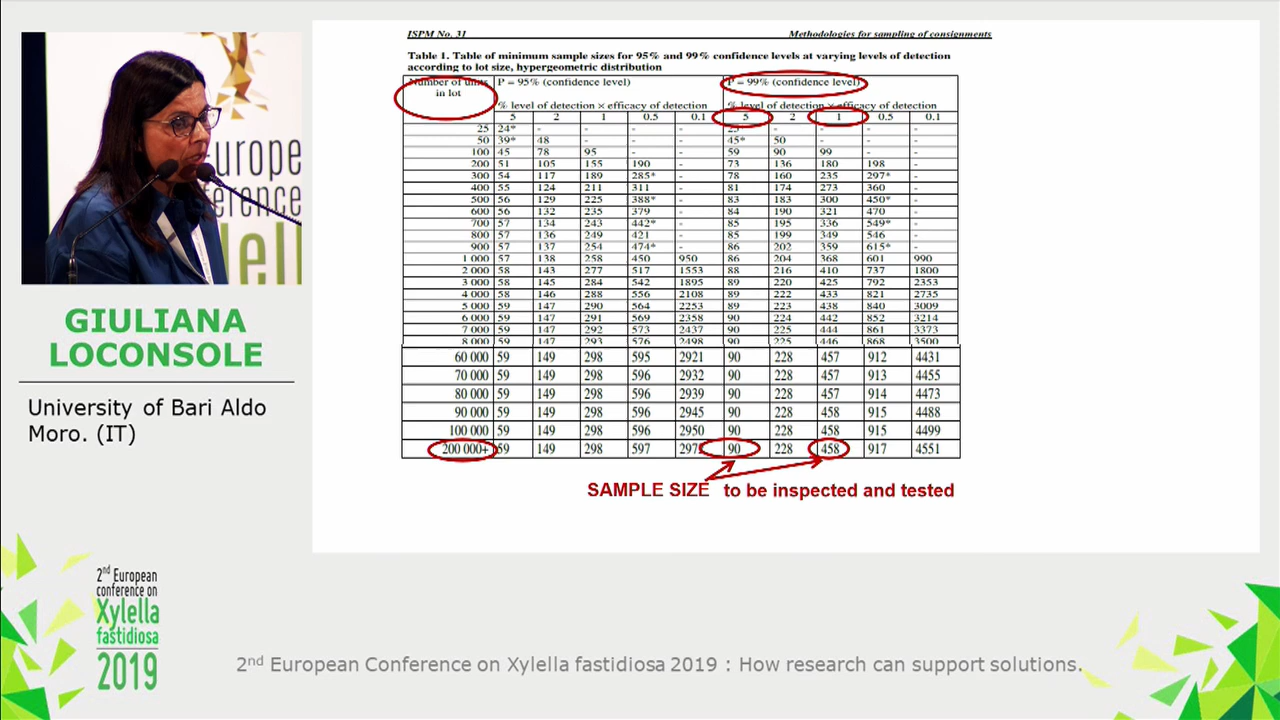 europe
onference
ylell
GIULIANA
LOCONSOLE
University of Bari Aldo
Moro. (IT)
ISPM No. 31 Methodologies for sampling of consignments
Table 1. Table of minimum sample sizes for 95% and 99% confidence levels at varying levels of detection
according to lot size, hypergeometric distribution
Number of units in lot P = 95% (confidence level) P = 99% (confidence level)
% level of detection × efficacy of detection % level of detection × efficacy of detection
5 2 1 0.5 0.1 5 2 1 0.5 0.1
25 24* - - - - 25* - - - -
50 39* 48 - - - 45* 50 - - -
100 45 78 95 - - 59 90 99 - -
200 51 105 155 190 - 73 136 180 198 -
300 54 117 189 285* - 78 160 235 297* -
400 55 124 211 311 - 81 174 273 360 -
500 56 129 225 388* - 83 183 300 450* -
600 56 132 235 379 - 84 190 321 470 -
700 57 134 243 442* - 85 195 336 549* -
800 57 136 249 421 - 85 199 349 546 -
900 57 137 254 474* - 86 202 359 615* -
1 000 57 138 258 450 950 86 204 368 601 990
2 000 58 143 277 517 1553 88 216 410 737 1800
3 000 58 145 284 542 1895 89 220 425 792 2353
4 000 58 146 288 556 2108 89 222 433 821 2735
5 000 59 147 290 564 2253 89 223 438 840 3009
6 000 59 147 291 569 2358 90 224 442 852 3214
7 000 59 147 292 573 2437 90 225 444 861 3373
8 000 59 147 293 576 2498 90 225 446 868 3500
60 000 59 149 298 595 2921 90 228 457 912 4431
70 000 59 149 298 596 2932 90 228 457 913 4455
80 000 59 149 298 596 2939 90 228 457 914 4473
90 000 59 149 298 596 2945 90 228 458 915 4488
100 000 59 149 298 596 2950 90 228 458 915 4499
200 000+ 59 149 298 597 90 228 458 917 4551
SAMPLE SIZE to be inspected and tested
2nd European
conference on
Xylella
fastidiosa
2019
2nd European Conference on Xylella fastidiosa 2019 : How research can support solutions.